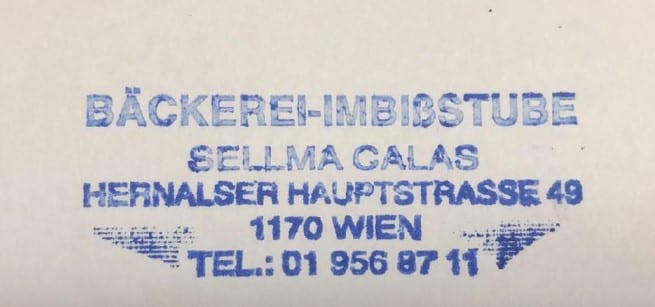 BÄCKEREI-IMBIßSTUBE
SELLMA CALAS
HERNALSER HAUPTSTRASSE 49
1170 WIEN
TEL.: 01 956 87 11